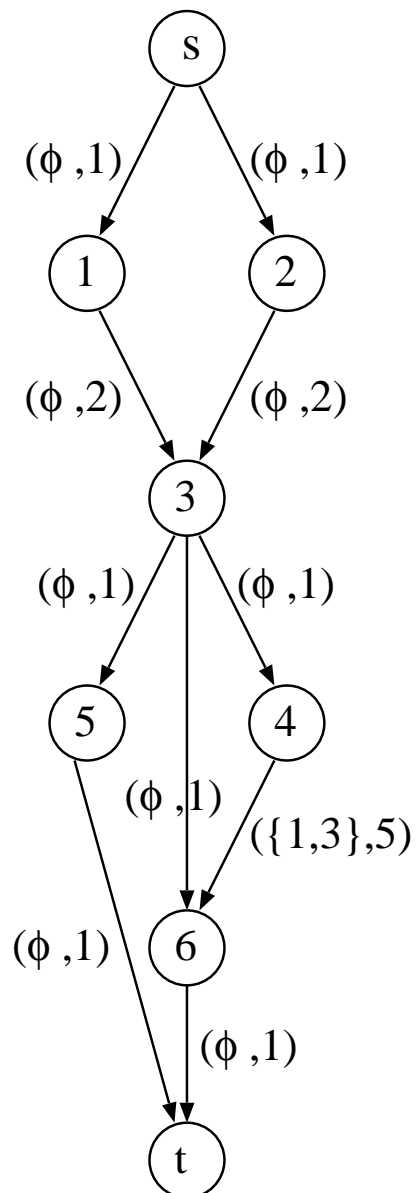 s
(ϕ ,1) (ϕ ,1)
1 2
(ϕ ,2) (ϕ ,2)
3
(ϕ ,1) (ϕ ,1)
5 4
(ϕ ,1) ({1,3},5)
(ϕ ,1) 6
(ϕ ,1)
t